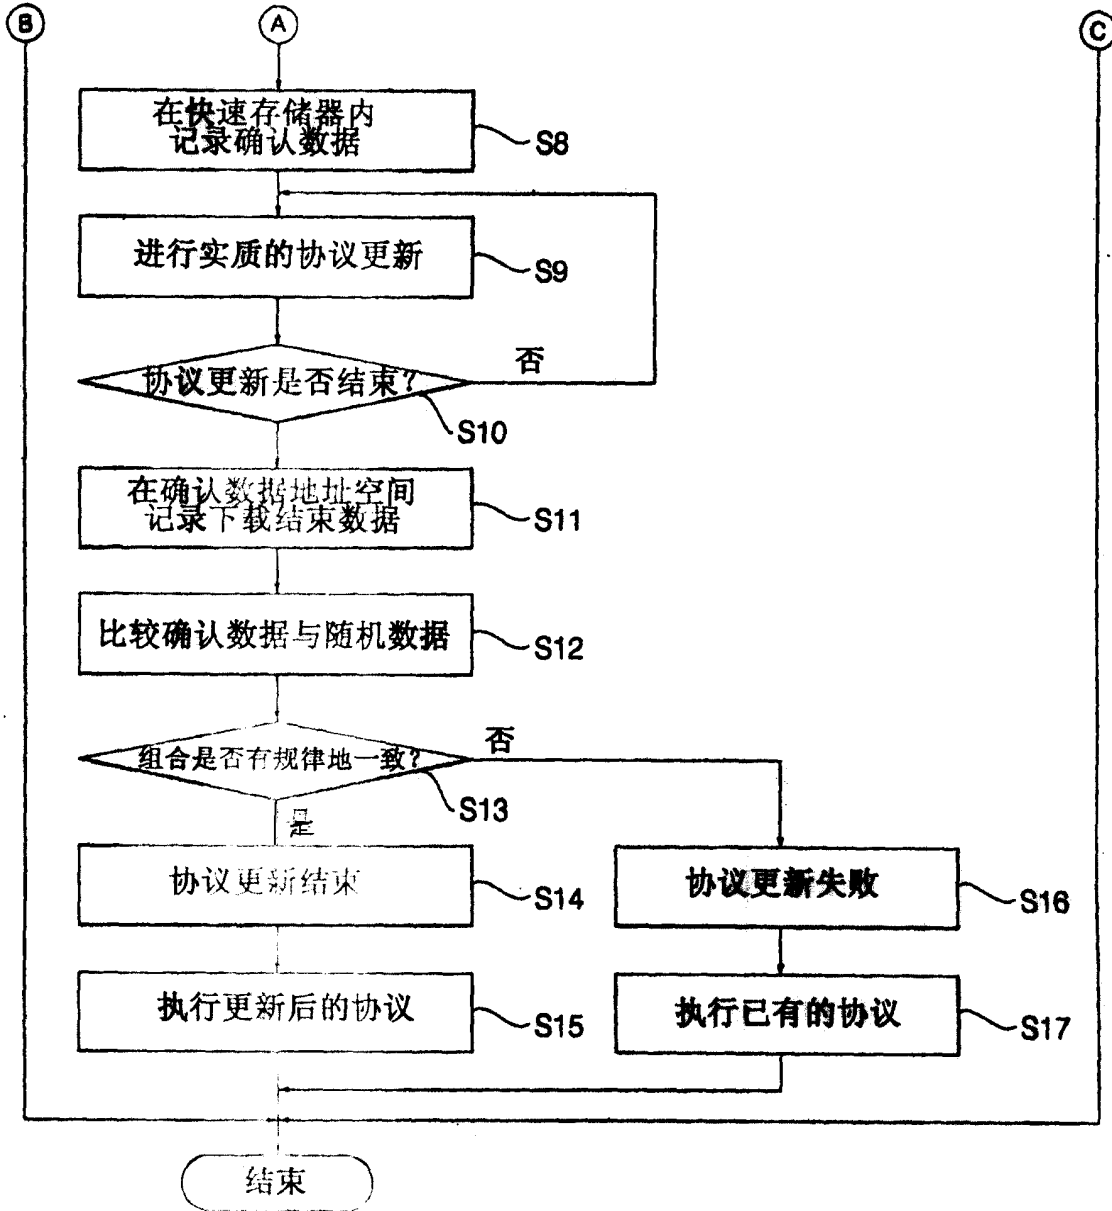 B
A
C
在快速存储器内
记录确认数据
S8
进行实质的协议更新
S9
协议更新是否结束？
否
S10
在确认数据地址空间
记录下载结束数据
S11
比较确认数据与随机数据
S12
组合是否有规律地一致？
否
S13
是
协议更新结束
S14
协议更新失败
S16
执行更新后的协议
S15
执行已有的协议
S17
结束